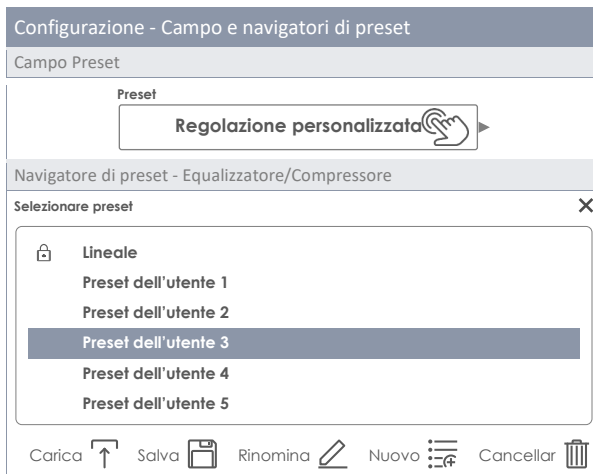 Configurazione - Campo e navigatori di preset
Campo Preset
Preset
Regolazione personalizzata
Navigatore di preset - Equalizzatore/Compressore
Selezionare preset
Lineale
Preset dell'utente 1
Preset dell'utente 2
Preset dell'utente 3
Preset dell'utente 4
Preset dell'utente 5
Carica Salva Rinomina Nuovo Cancellar